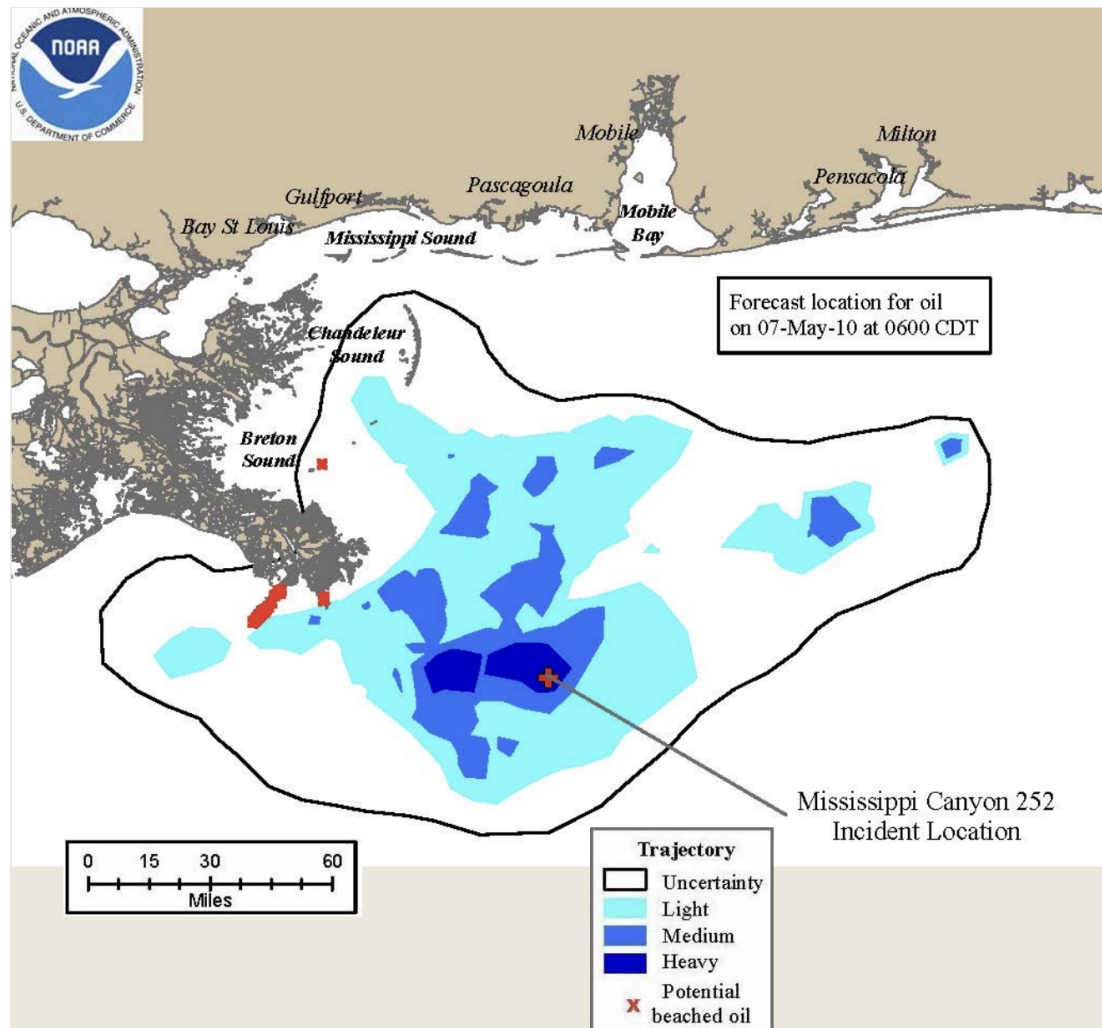 NATIONAL OCEANIC AND ATMOSPHERIC ADMINISTRATION
NOAA
U.S. DEPARTMENT OF COMMERCE
Mobile
Milton
Pensacola
Pascagoula
Gulfport
Mobile
Bay
Bay St Louis
Mississippi Sound
Forecast location for oil
on 07-May-10 at 0600 CDT
Chandeleur
Sound
Breton
Sound
Mississippi Canyon 252
Incident Location
0 15 30 60
Miles
Trajectory
Uncertainty
Light
Medium
Heavy
Potential
beached oil